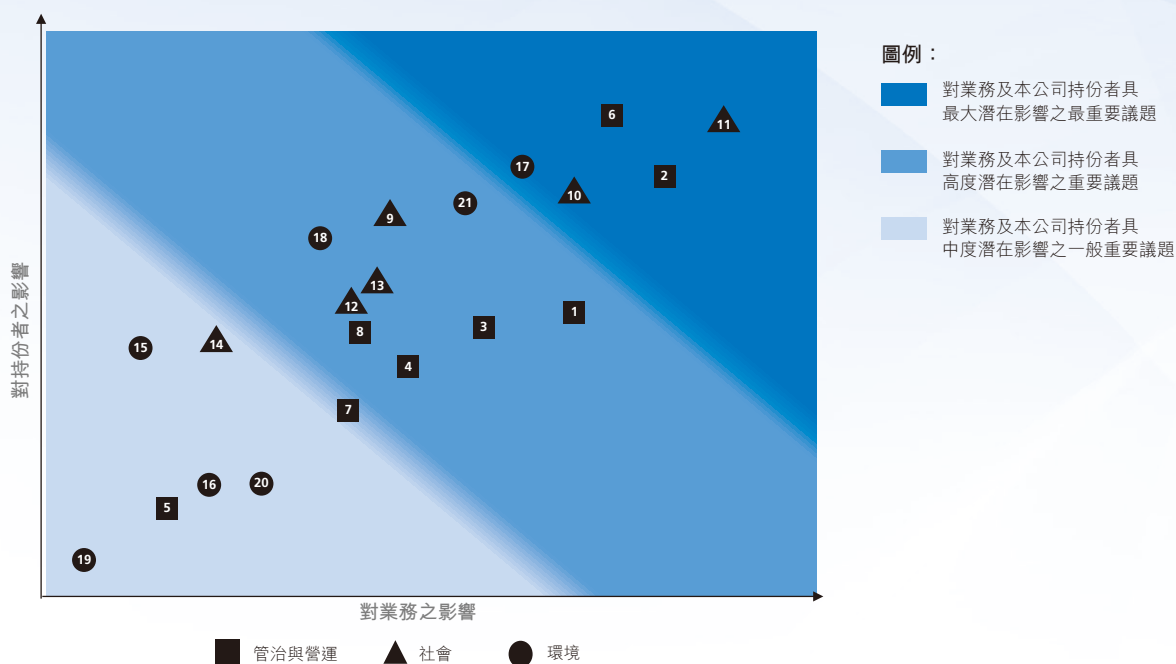 圖例：
對業務及本公司持份者具
最大潛在影響之最重要議題
對業務及本公司持份者具
高度潛在影響之重要議題
對業務及本公司持份者具
中度潛在影響之一般重要議題
對持份者之影響
6
11
17
2
10
21
9
18
13
12
1
3
8
15
14
4
7
16
20
5
19
對業務之影響
管治與營運
社會
環境